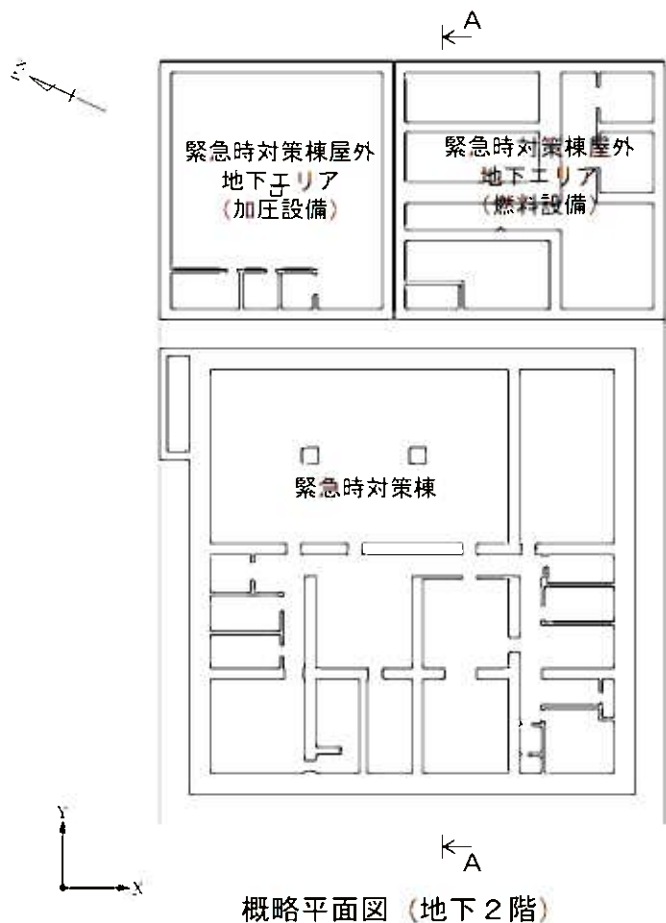 A
N
緊急時対策棟屋外
地下エリア
(加圧設備)
緊急時対策棟屋外
地下エリア
(燃料設備)
緊急時対策棟
Y
X
A
概略平面図 (地下2階)